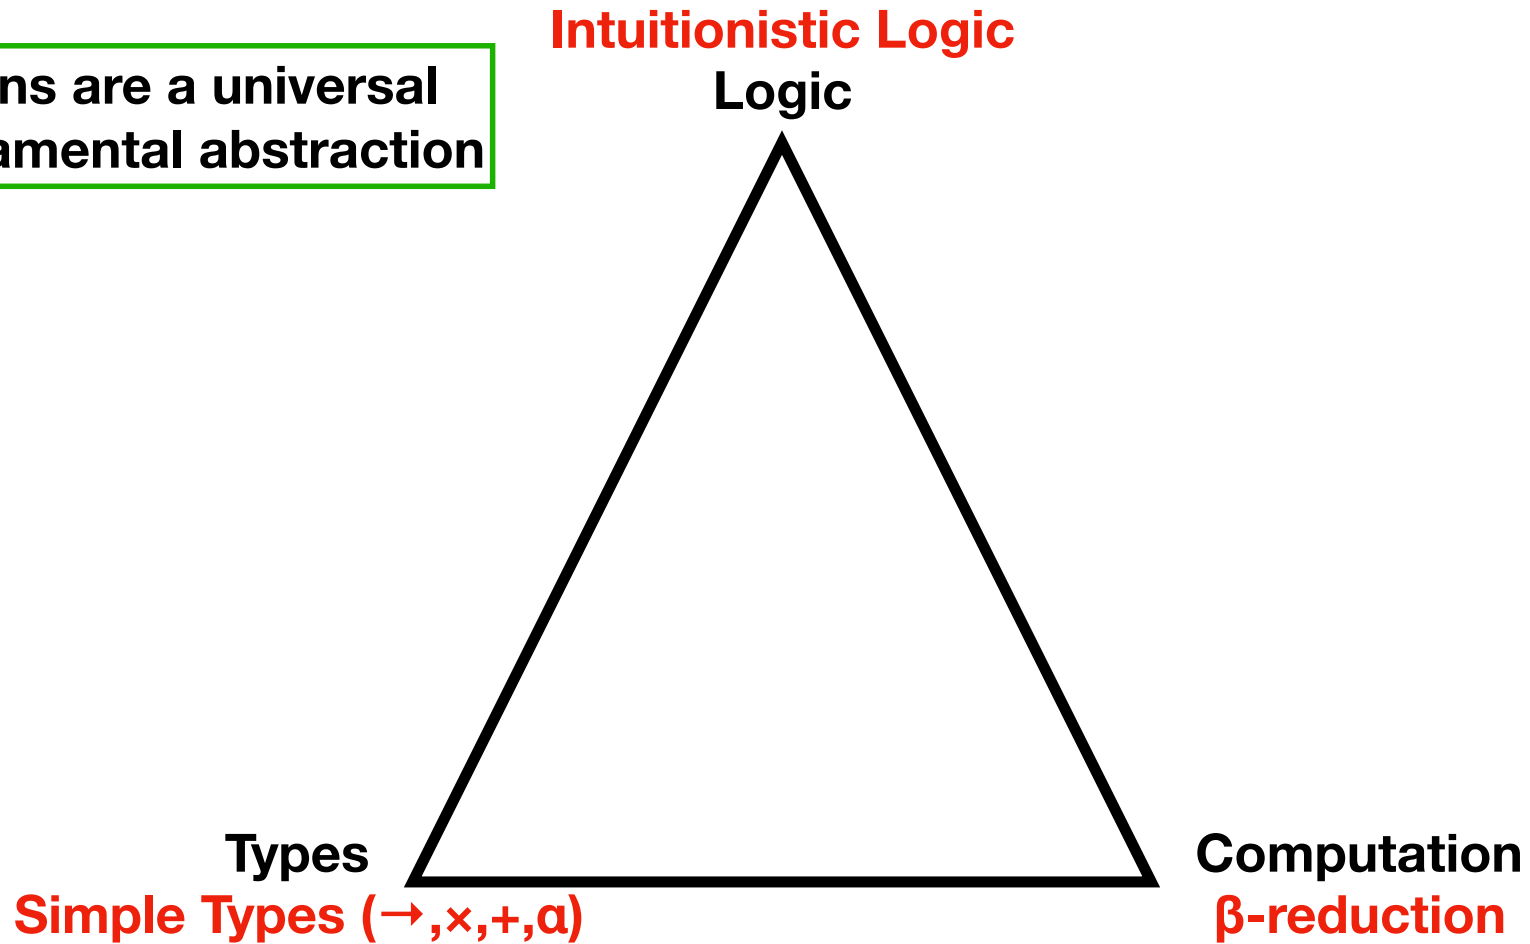 Intuitionistic Logic
Logic
ns are a universal
amental abstraction
Types
Simple Types (→,×,+,α)
Computation
β-reduction